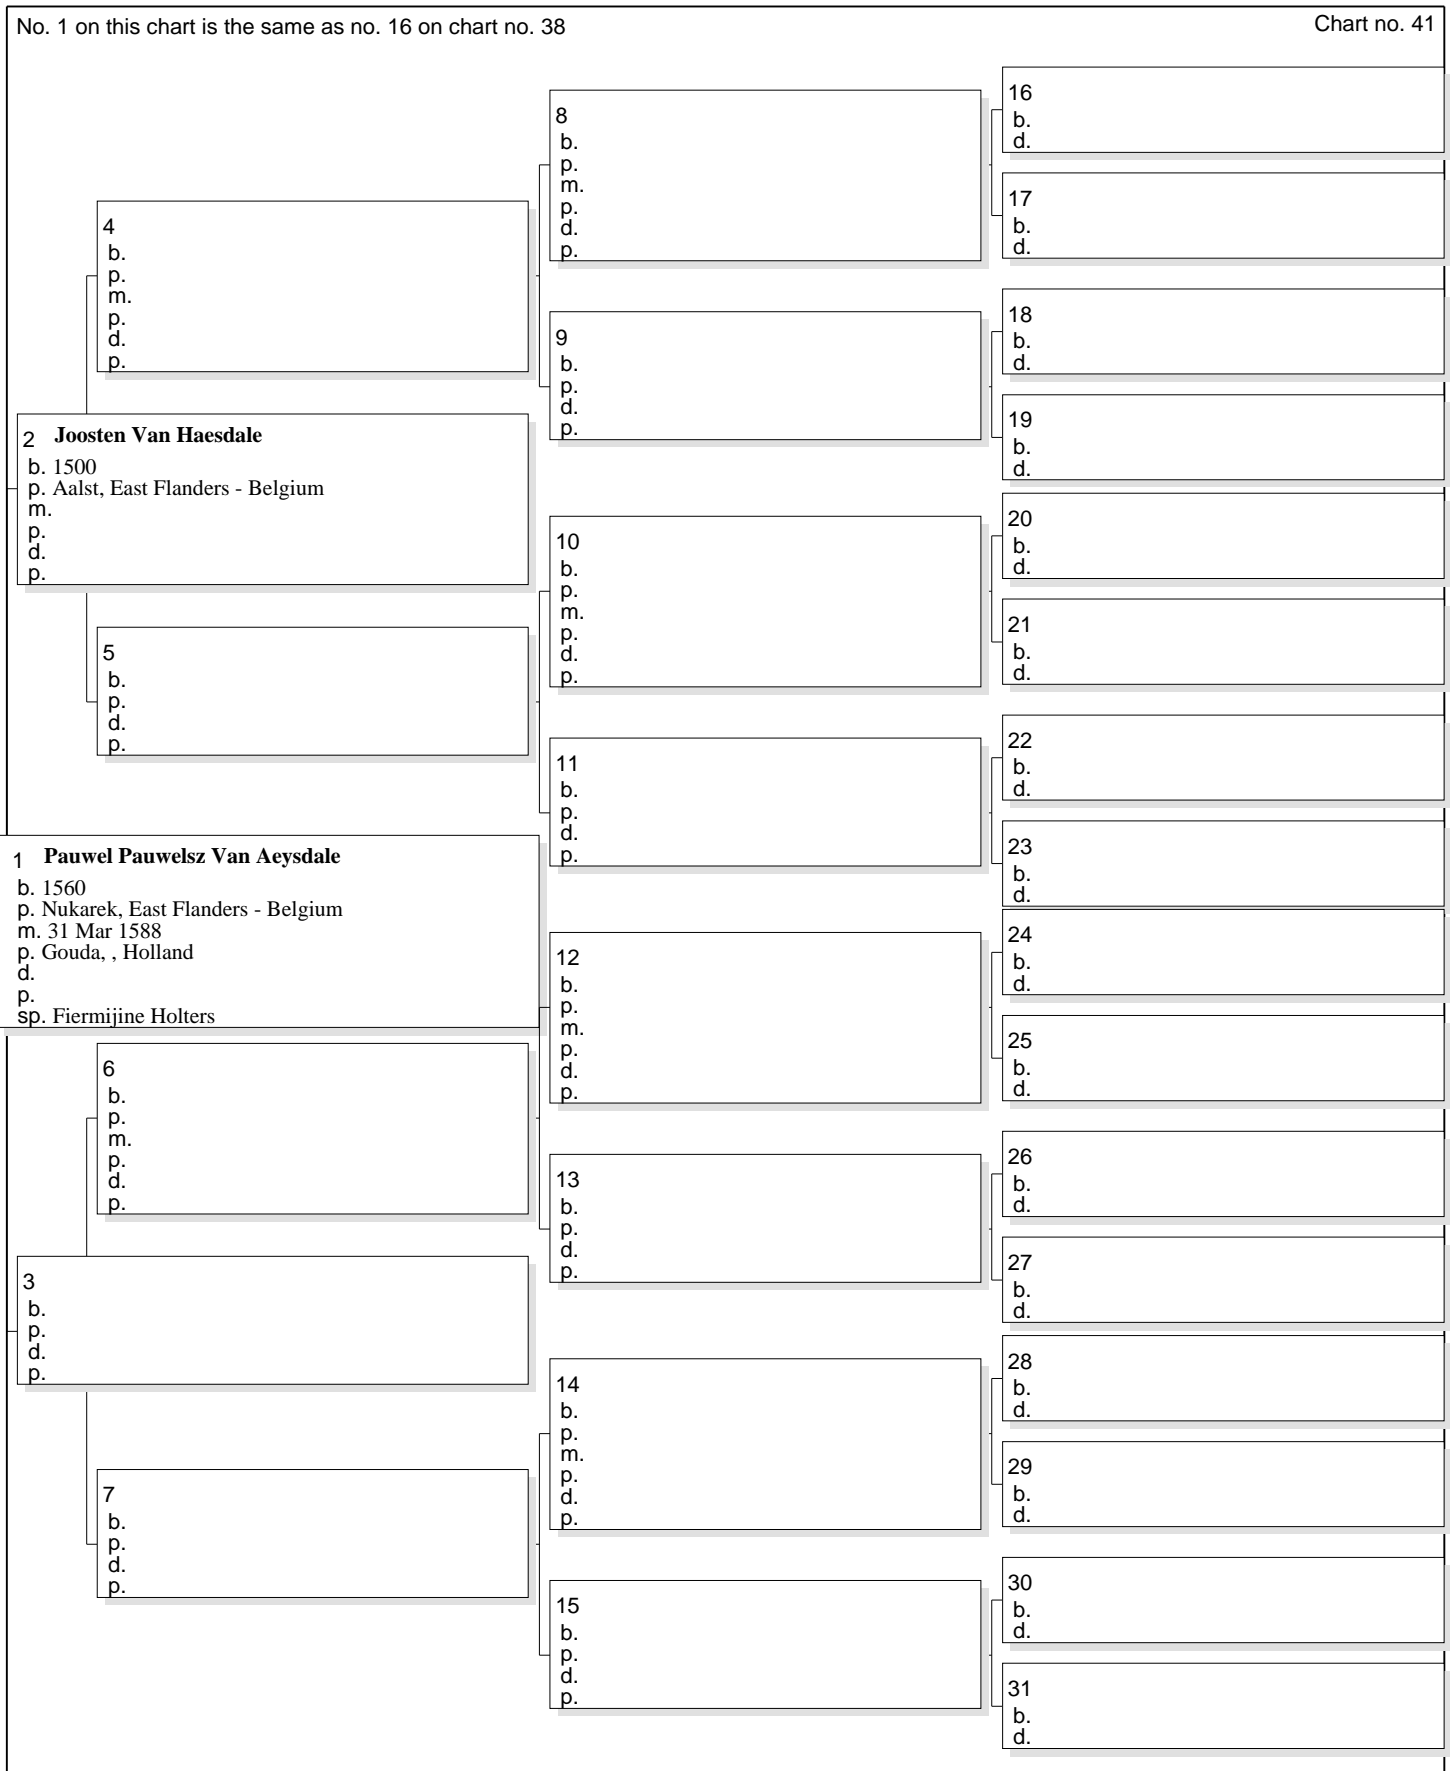 No. 1 on this chart is the same as no. 16 on chart no. 38
Chart no. 41
16
b.
d.
8
b.
p.
m.
p.
d.
p.
17
b.
d.
4
b.
p.
m.
p.
d.
p.
18
b.
d.
9
b.
p.
d.
p.
19
b.
d.
2 Joosten Van Haesdale
b. 1500
p. Aalst, East Flanders - Belgium
m.
p.
d.
p.
20
b.
d.
10
b.
p.
m.
p.
d.
p.
21
b.
d.
5
b.
p.
d.
p.
22
b.
d.
11
b.
p.
d.
p.
23
b.
d.
1 Pauwel Pauwelsz Van Aeysdale
b. 1560
p. Nukarek, East Flanders - Belgium
m. 31 Mar 1588
p. Gouda, , Holland
d.
p.
sp. Fiermijine Holters
24
b.
d.
12
b.
p.
m.
p.
d.
p.
25
b.
d.
6
b.
p.
m.
p.
d.
p.
26
b.
d.
13
b.
p.
d.
p.
27
b.
d.
3
b.
p.
d.
p.
28
b.
d.
14
b.
p.
m.
p.
d.
p.
29
b.
d.
7
b.
p.
d.
p.
30
b.
d.
15
b.
p.
d.
p.
31
b.
d.